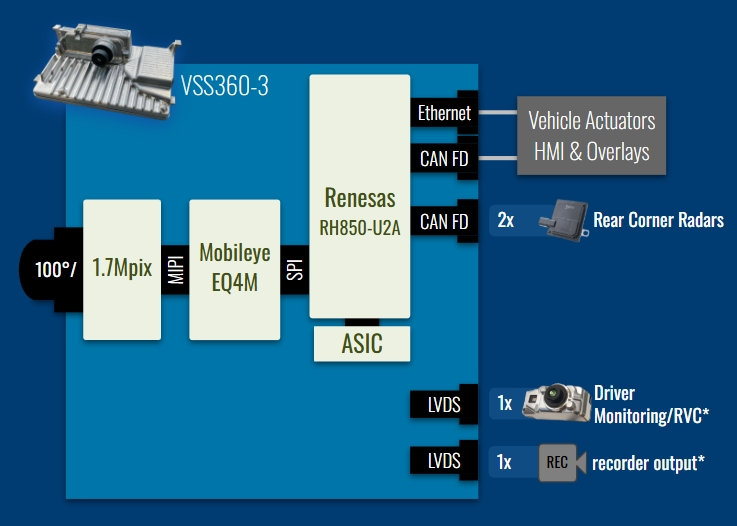 VSS360-3
Ethernet
CAN FD
Vehicle Actuators
HMI & Overlays
Renesas
RH850-U2A
CAN FD
2x
Rear Corner Radars
100°/
1.7Mpix
MIPI
Mobileye
EQ4M
SPI
ASIC
LVDS
1x
Driver
Monitoring/RVC*
LVDS
1x
REC
recorder output*